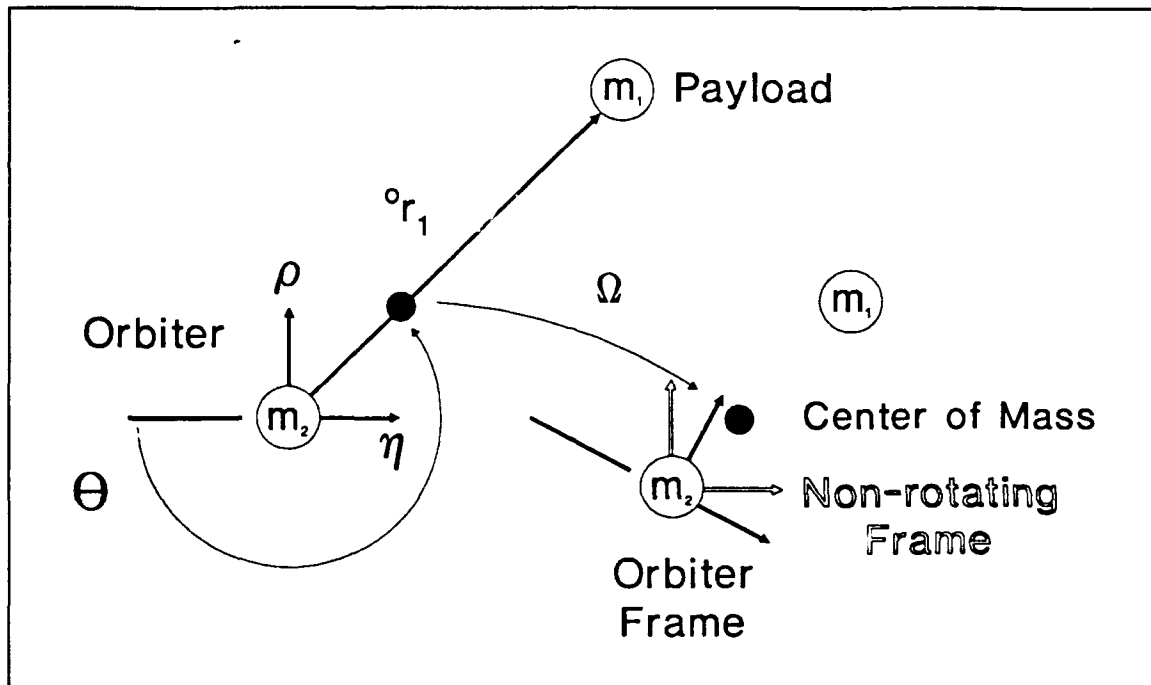 m₁ Payload
°r₁
ρ
Ω
m₁
Orbiter
m₂
η
Θ
Center of Mass
m₂
Non-rotating
Frame
Orbiter
Frame